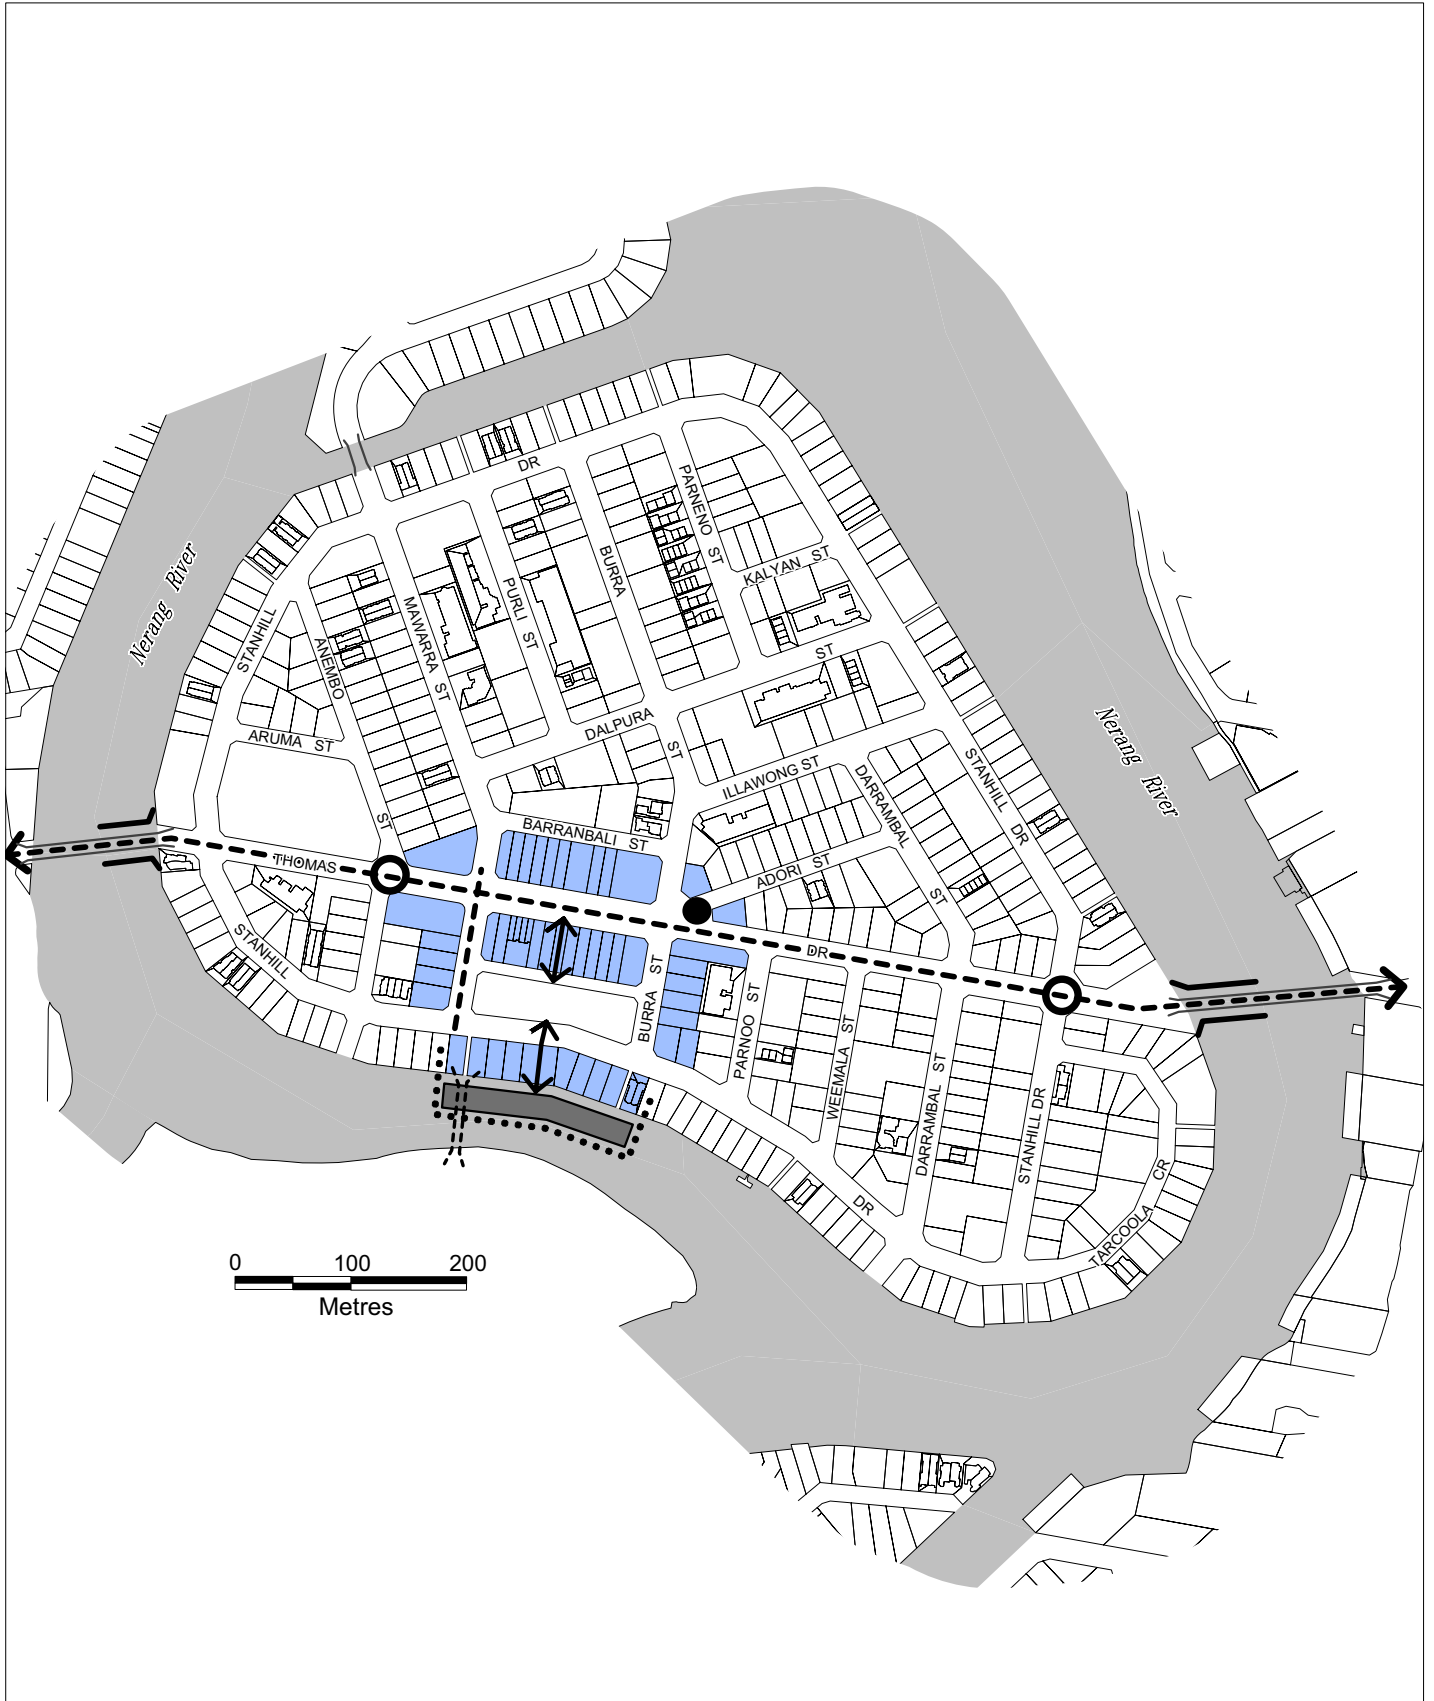 DR
PARNENO ST
BURRA
KALYAN ST
Nerang River
PURLI ST
MAWARRA ST
STANHILL
ANEMBO
ST
DALPURA
ARUMA ST
ST
Nerang River
ILLAWONG ST
STANHILL DR
DARRAMBAL ST
BARRANBALI ST
ST
THOMAS
ADORI ST
STANHILL
DR
BURRA ST
PARNOO ST
WEEMALA ST
DARRAMBAL ST
STANHILL DR
CR
DR
TARCOOLA
0 100 200
Metres